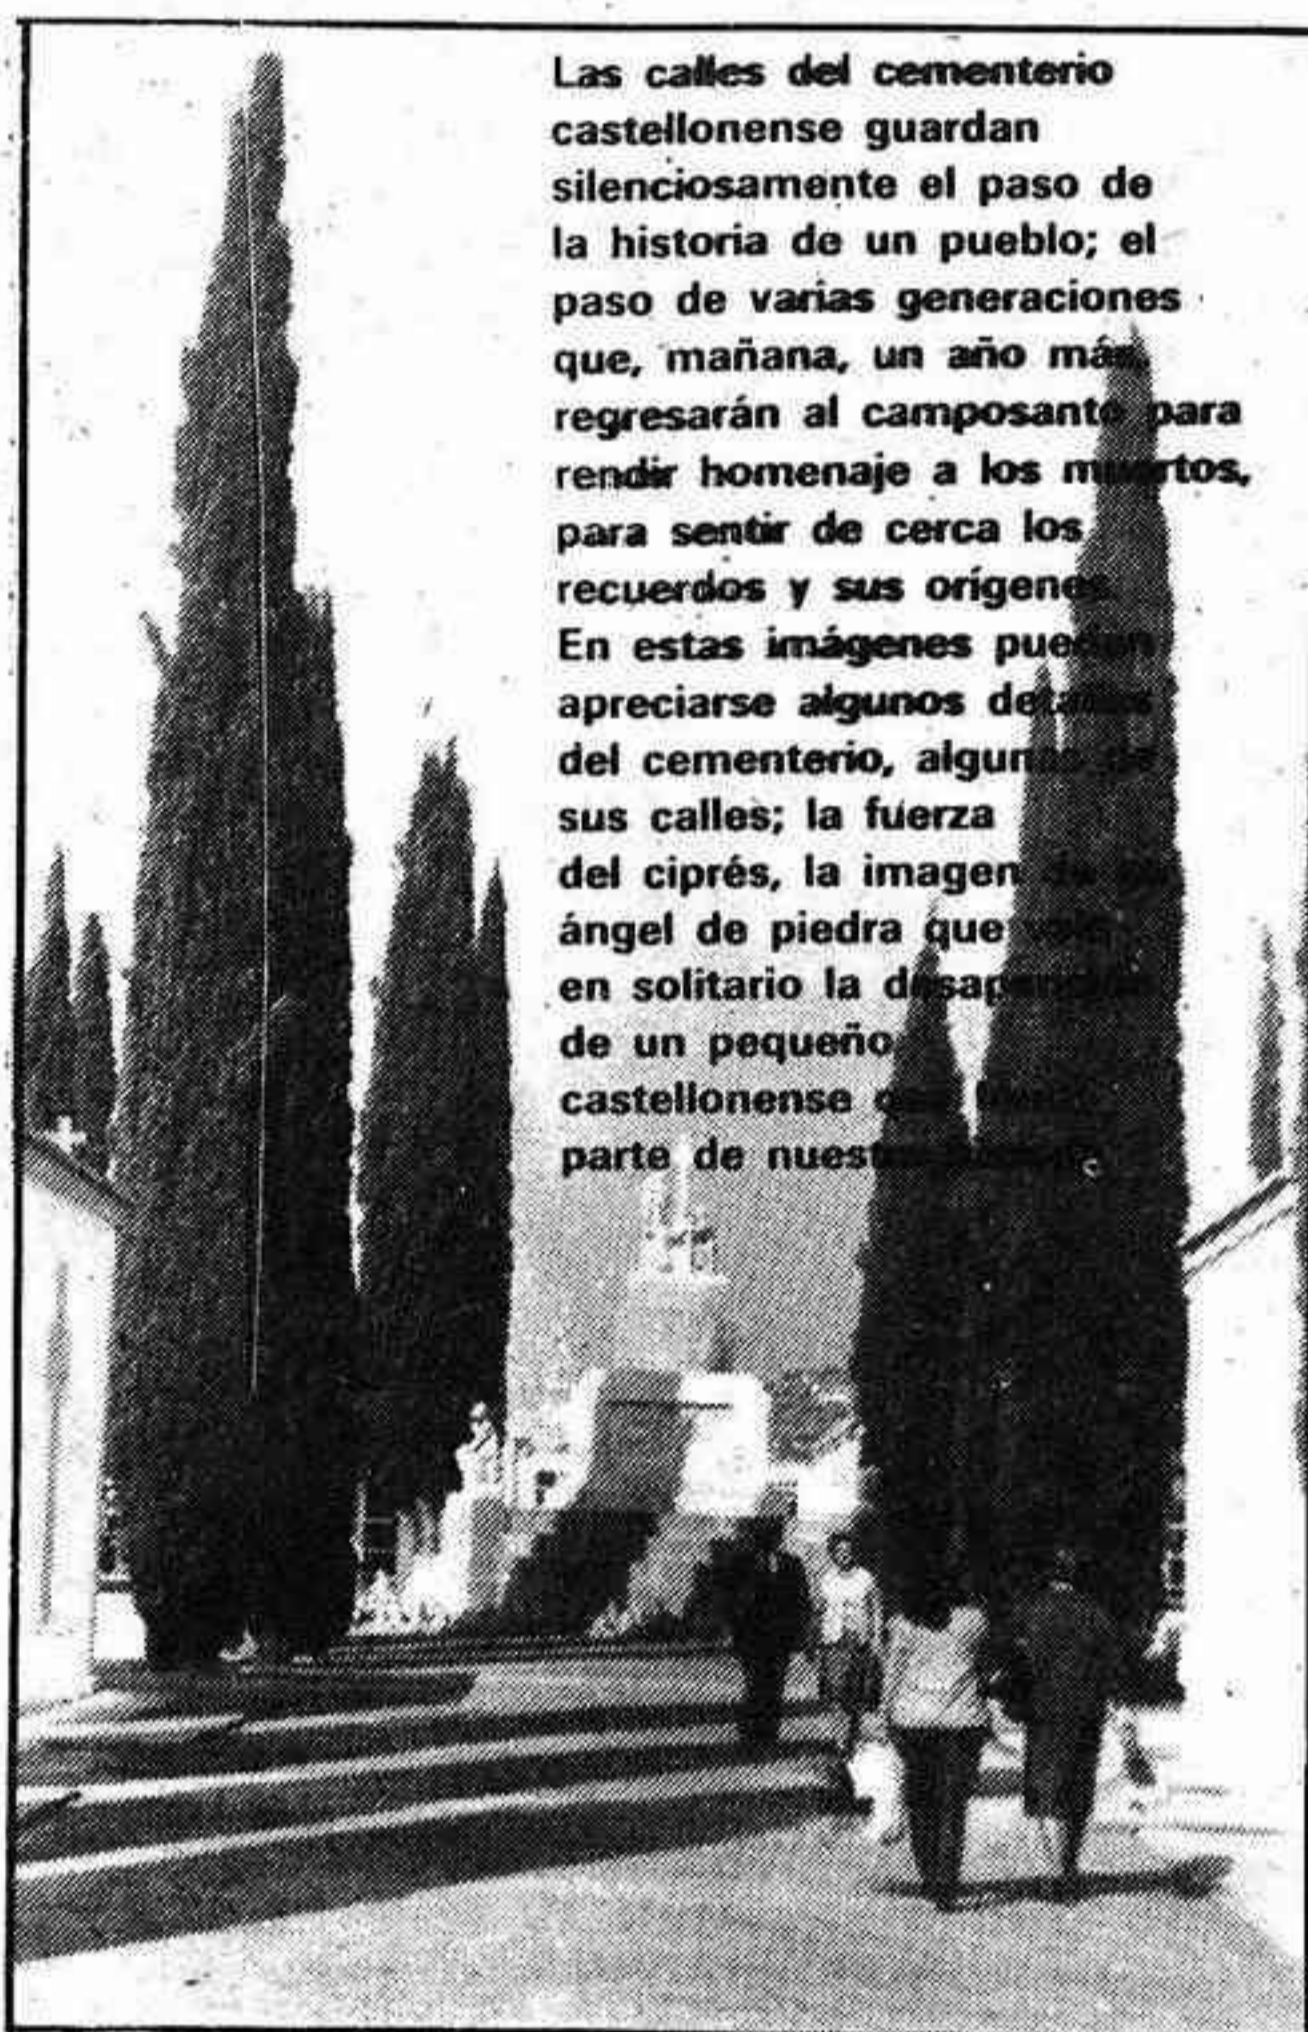 Las calles del cementerio
castellonense guardan
silenciosamente el paso de
la historia de un pueblo; el
paso de varias generaciones
que, mañana, un año más,
regresarán al camposanto para
rendir homenaje a los muertos,
para sentir de cerca los
recuerdos y sus orígenes.
En estas imágenes pueden
apreciarse algunos detalles
del cementerio, algunas de
sus calles; la fuerza
del ciprés, la imagen de un
ángel de piedra que
en solitario la desaparición
de un pequeño
castellonense que
parte de nuestra